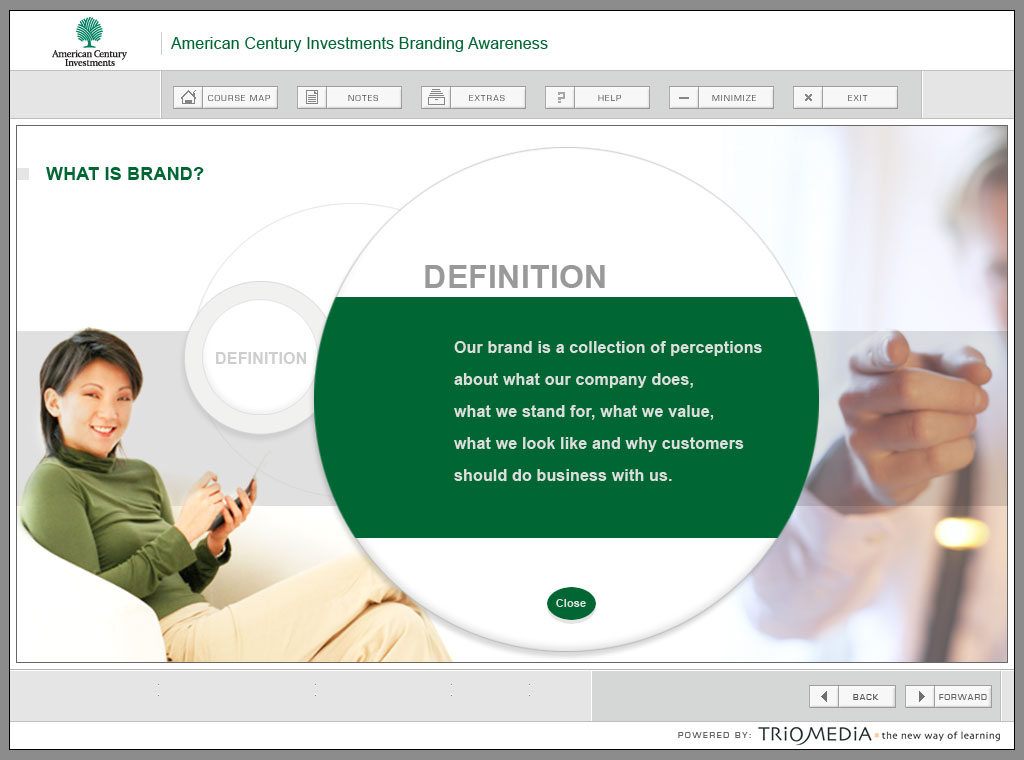 American Century
Investments
American Century Investments Branding Awareness
COURSE MAP
NOTES
EXTRAS
HELP
MINIMIZE
EXIT
WHAT IS BRAND?
DEFINITION
DEFINITION
Our brand is a collection of perceptions
about what our company does,
what we stand for, what we value,
what we look like and why customers
should do business with us.
Close
BACK
FORWARD
POWERED BY: TRIOMEDIA the new way of learning